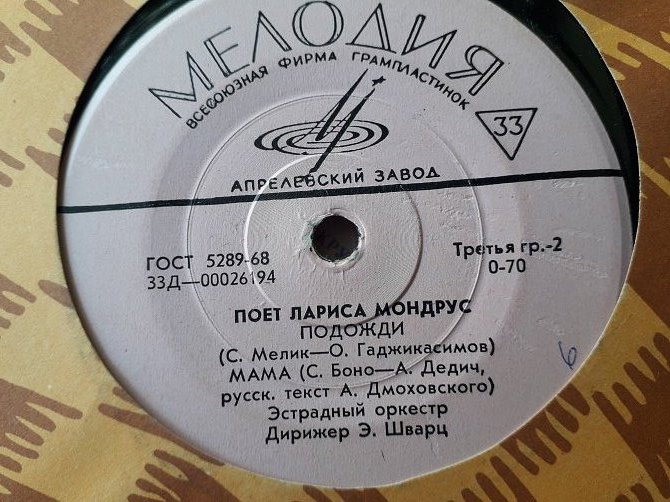 МЕЛОДИЯ
ВСЕСОЮЗНАЯ ФИРМА ГРАМПЛАСТИНОК
33
АПРЕЛЕВСКИЙ ЗАВОД
ГОСТ 5289-68
33Д—00026194
Третья гр.-2
0-70
ПОЕТ ЛАРИСА МОНДРУС
ПОДОЖДИ
(С. Мелик—О. Гаджикасимов)
МАМА (С. Боно—А. Дедич,
русск. текст А. Дмоховского)
Эстрадный оркестр
Дирижер Э. Шварц
6